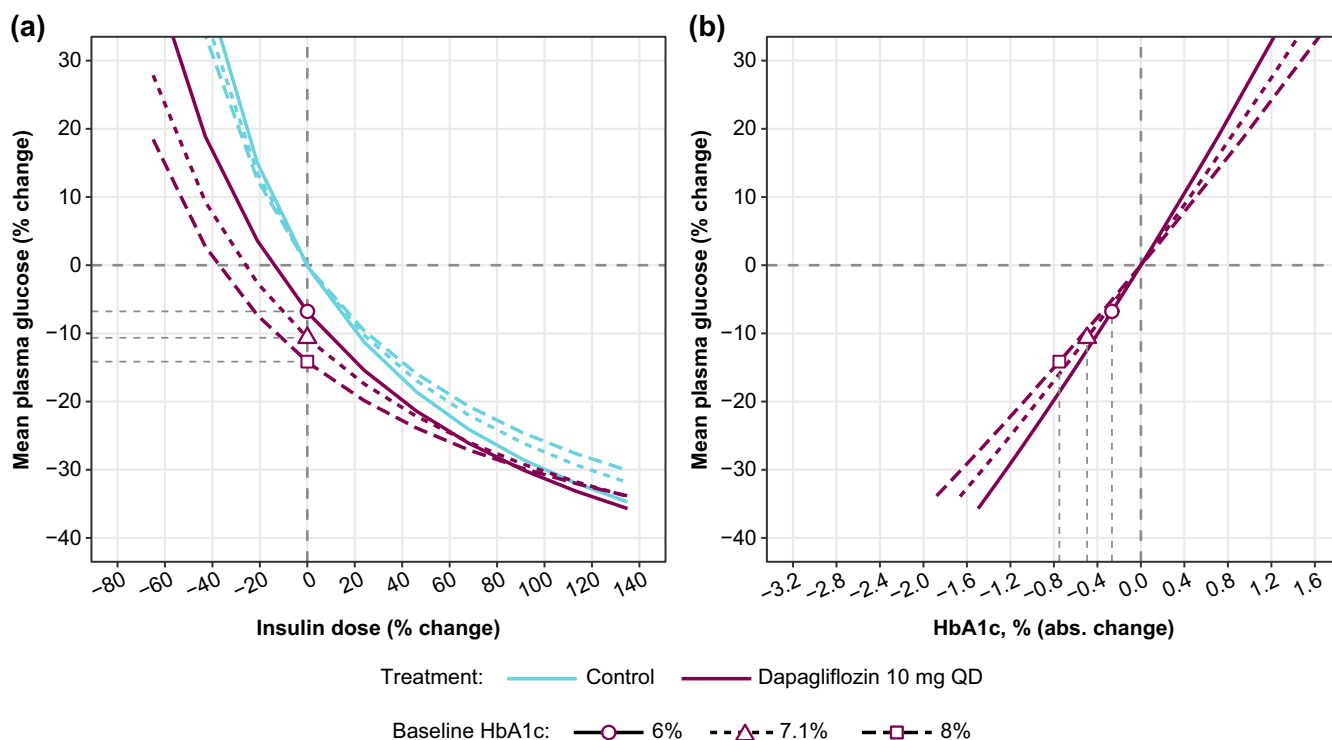 (a)
Mean plasma glucose (% change)
30
20
10
0
−10
−20
−30
−40
−80 −60 −40 −20 0 20 40 60 80 100 120 140
Insulin dose (% change)
(b)
Mean plasma glucose (% change)
30
20
10
0
−10
−20
−30
−40
−3.2 −2.8 −2.4 −2.0 −1.6 −1.2 −0.8 −0.4 0.0 0.4 0.8 1.2 1.6
HbA1c, % (abs. change)
Treatment: Control Dapagliflozin 10 mg QD
Baseline HbA1c: 6% 7.1% 8%